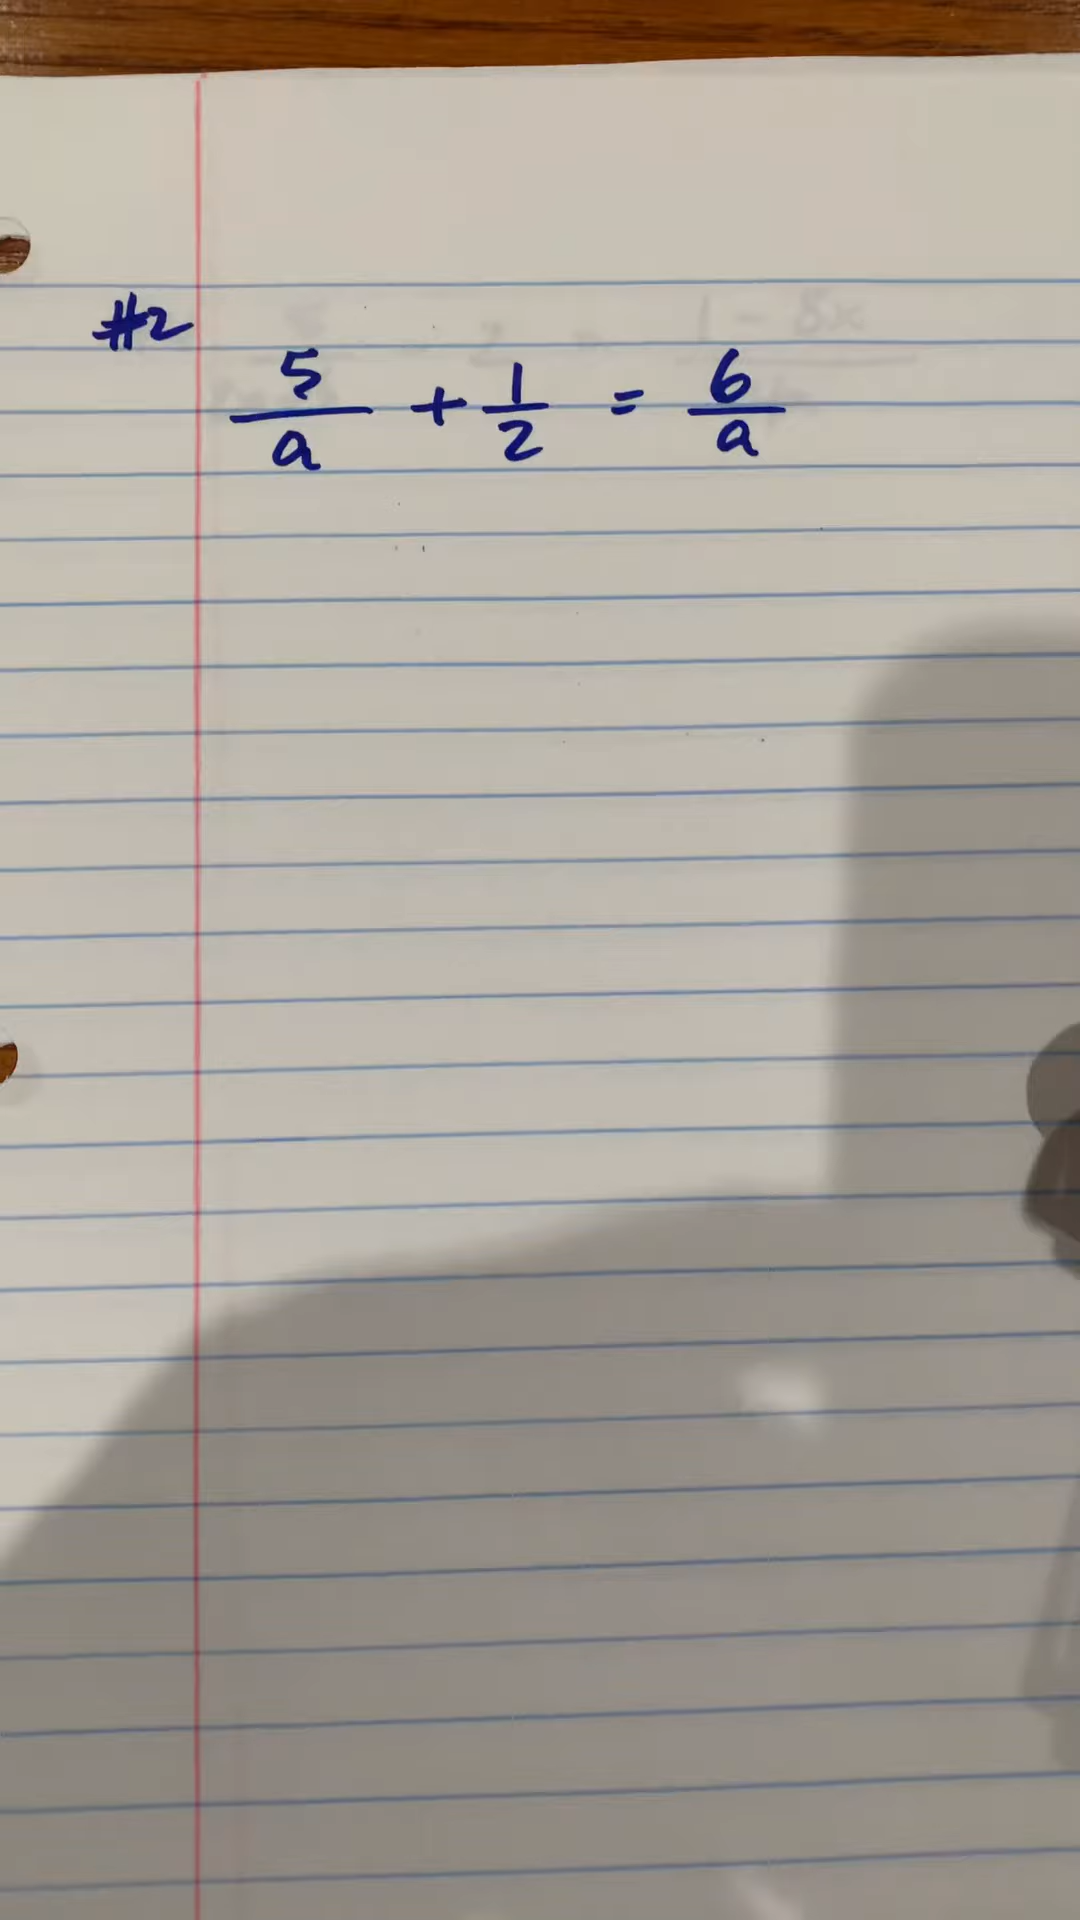 #2
5/a + 1/2 = 6/a